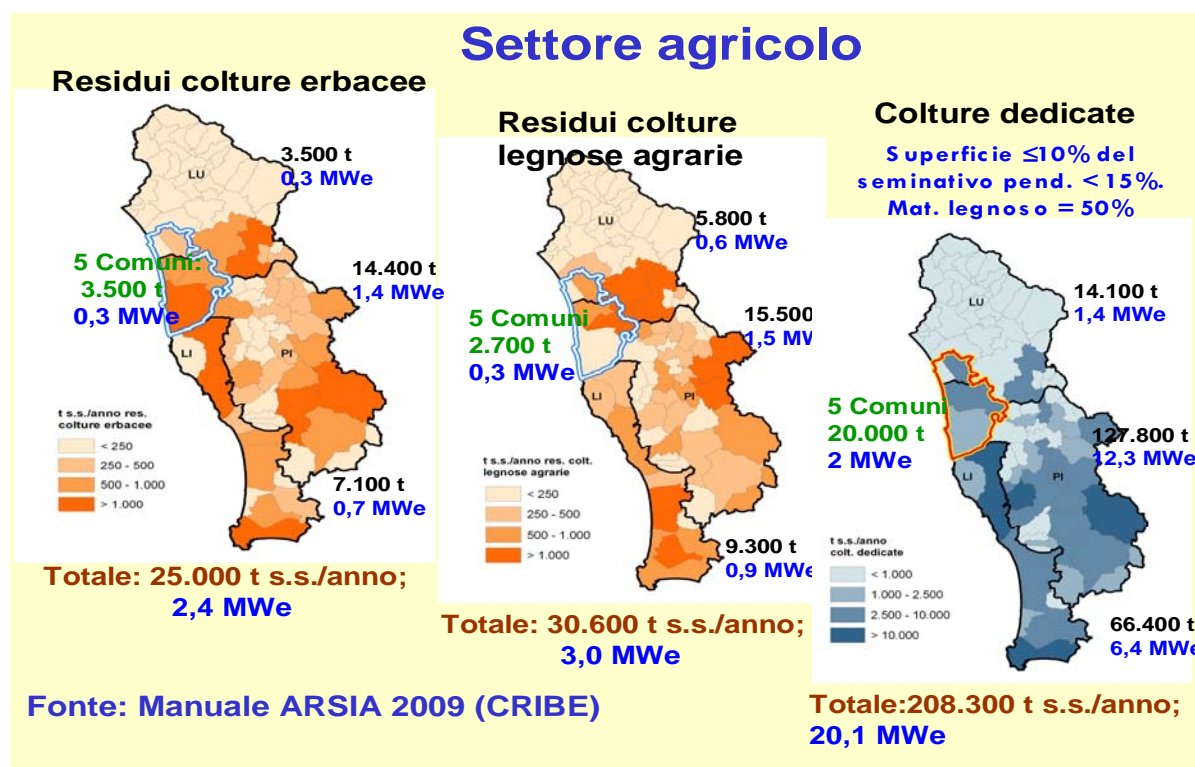 Settore agricolo
Residui colture erbacee
LU
3.500 t
0,3 MWe
5 Comuni:
3.500 t
0,3 MWe
14.400 t
1,4 MWe
LI
PI
t s.s./anno res.
colture erbacee
< 250
250 - 500
500 - 1.000
> 1.000
7.100 t
0,7 MWe
Totale: 25.000 t s.s./anno;
2,4 MWe
Residui colture
legnose agrarie
LU
5.800 t
0,6 MWe
5 Comuni
2.700 t
0,3 MWe
15.500
1,5 MW
LI
PI
t s.s./anno res. colt.
legnose agrarie
< 250
250 - 500
500 - 1.000
> 1.000
9.300 t
0,9 MWe
Totale: 30.600 t s.s./anno;
3,0 MWe
Colture dedicate
Superficie ≤10% del
seminativo pend. < 15%.
Mat. legnoso = 50%
LU
14.100 t
1,4 MWe
5 Comuni
20.000 t
2 MWe
127.800 t
12,3 MWe
LI
PI
t s.s./anno
colt. dedicate
< 1.000
1.000 - 2.500
2.500 - 10.000
> 10.000
66.400 t
6,4 MWe
Totale:208.300 t s.s./anno;
20,1 MWe
Fonte: Manuale ARSIA 2009 (CRIBE)